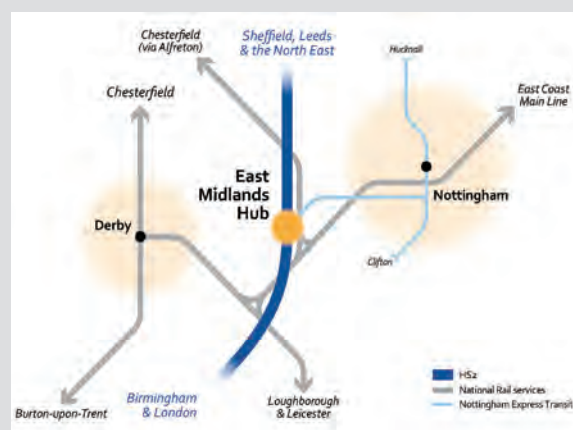 Chesterfield
(via Alfreton)
Sheffield, Leeds
& the North East
Hucknall
East Coast
Main Line
Chesterfield
East
Midlands
Hub
Nottingham
Derby
Clifton
HS2
National Rail services
Nottingham Express Transit
Burton-upon-Trent
Birmingham
& London
Loughborough
& Leicester